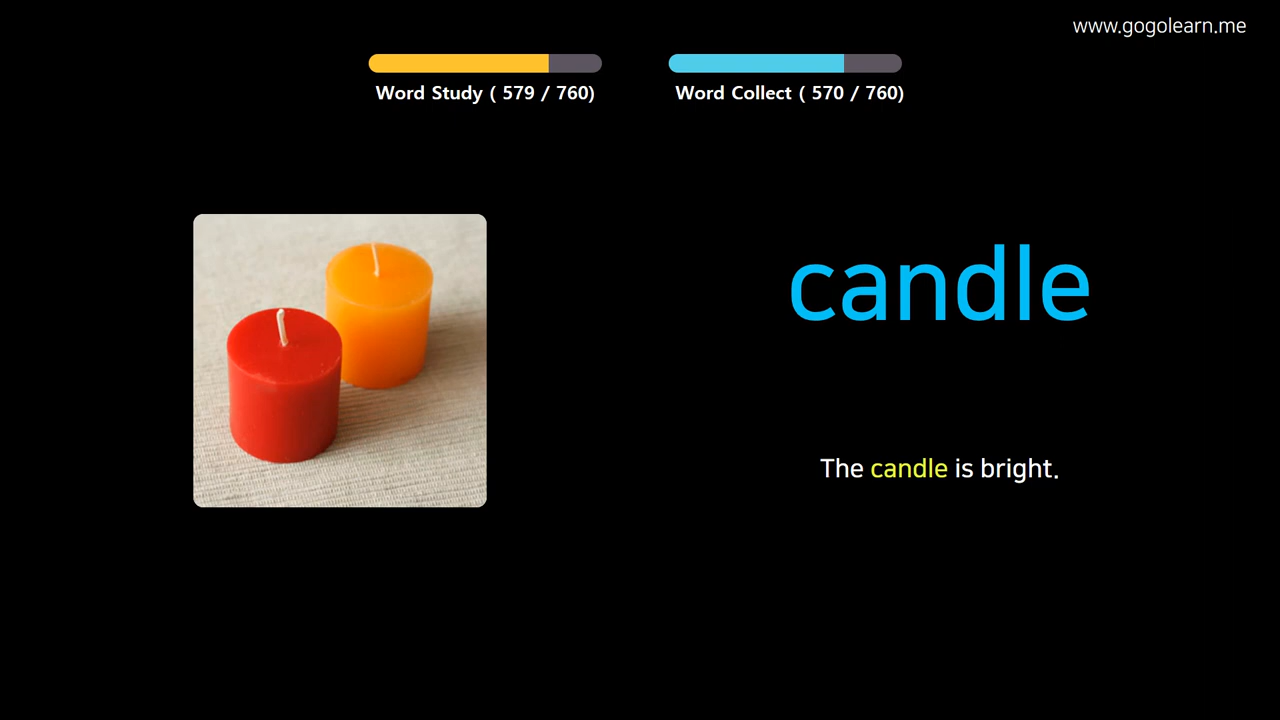 www.gogolearn.me
Word Study ( 579 / 760)
Word Collect ( 570 / 760)
candle
The candle is bright.